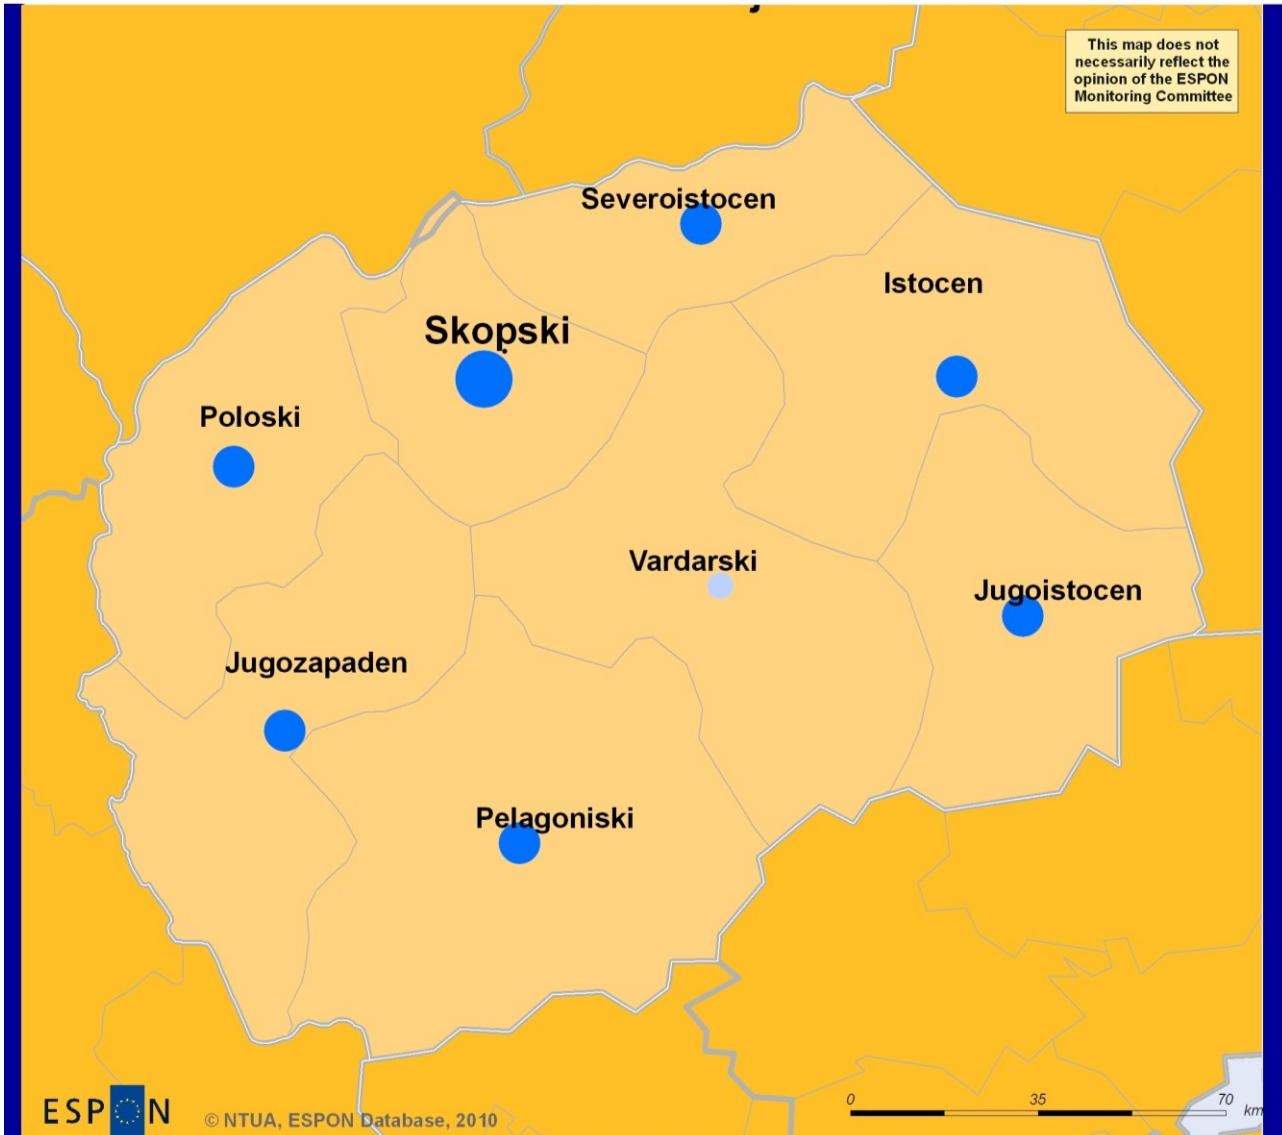 This map does not
necessarily reflect the
opinion of the ESPON
Monitoring Committee
Severoistocen
Istocen
Skopski
Poloski
Vardarski
Jugoistocen
Jugozapaden
Pelagoniski
ESPON
© NTUA, ESPON Database, 2010
0 35 70
km